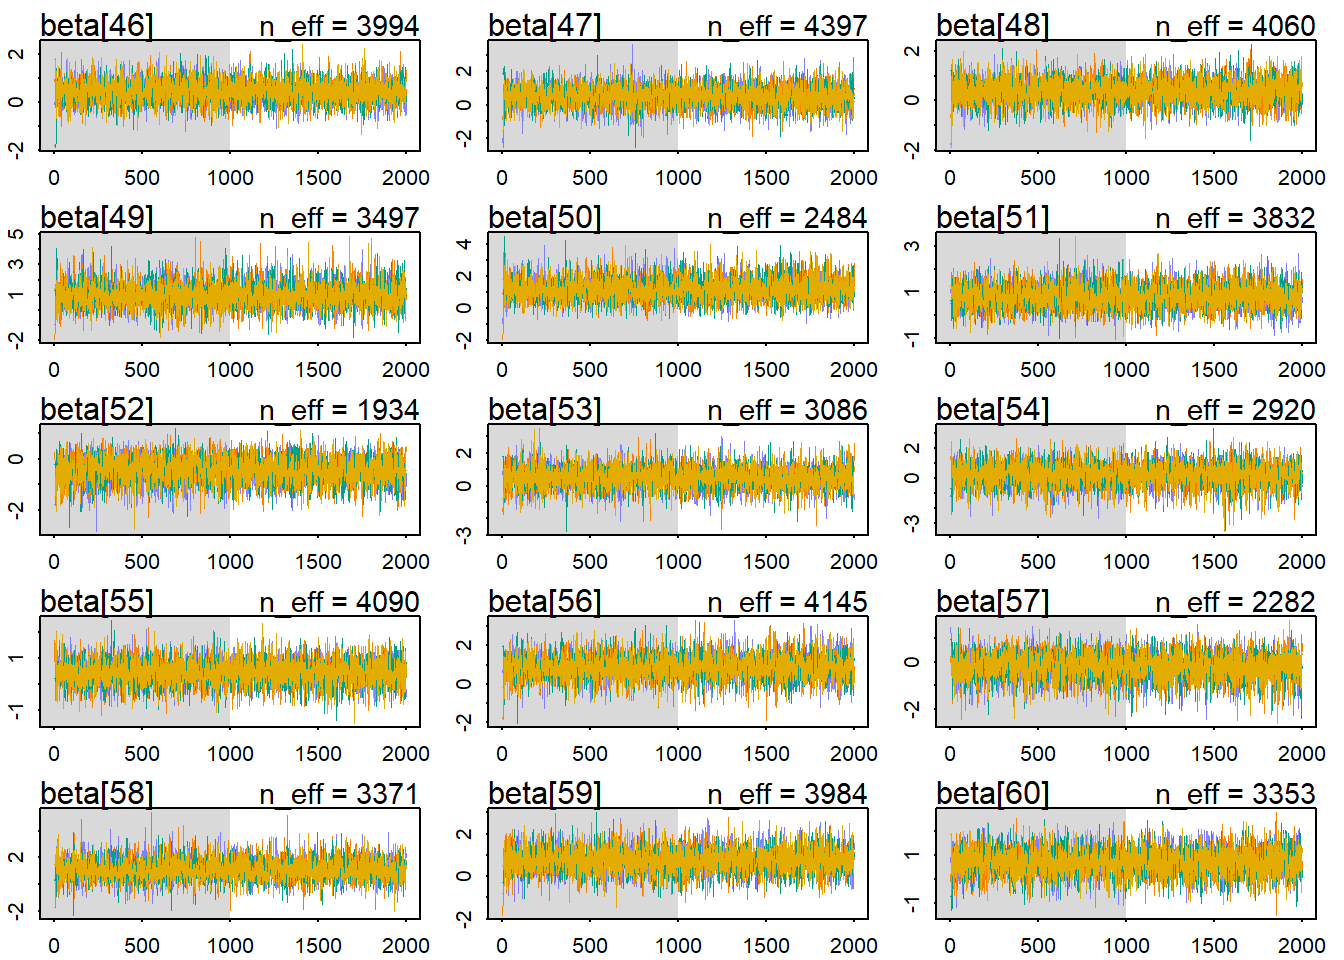 beta[46] n_eff = 3994 beta[47] n_eff = 4397 beta[48] n_eff = 4060
2 2 2
0 0 0
-2 -2 -2
0 500 1000 1500 2000 0 500 1000 1500 2000 0 500 1000 1500 2000
beta[49] n_eff = 3497 beta[50] n_eff = 2484 beta[51] n_eff = 3832
5 4 3
3 2 1
1 0 -1
-2 -2
0 500 1000 1500 2000 0 500 1000 1500 2000 0 500 1000 1500 2000
beta[52] n_eff = 1934 beta[53] n_eff = 3086 beta[54] n_eff = 2920
0 2 2
-2 0 0
-3 -3
0 500 1000 1500 2000 0 500 1000 1500 2000 0 500 1000 1500 2000
beta[55] n_eff = 4090 beta[56] n_eff = 4145 beta[57] n_eff = 2282
1 2 0
-1 0 -2
-2
0 500 1000 1500 2000 0 500 1000 1500 2000 0 500 1000 1500 2000
beta[58] n_eff = 3371 beta[59] n_eff = 3984 beta[60] n_eff = 3353
2 2 1
-2 0 -1
-2
0 500 1000 1500 2000 0 500 1000 1500 2000 0 500 1000 1500 2000